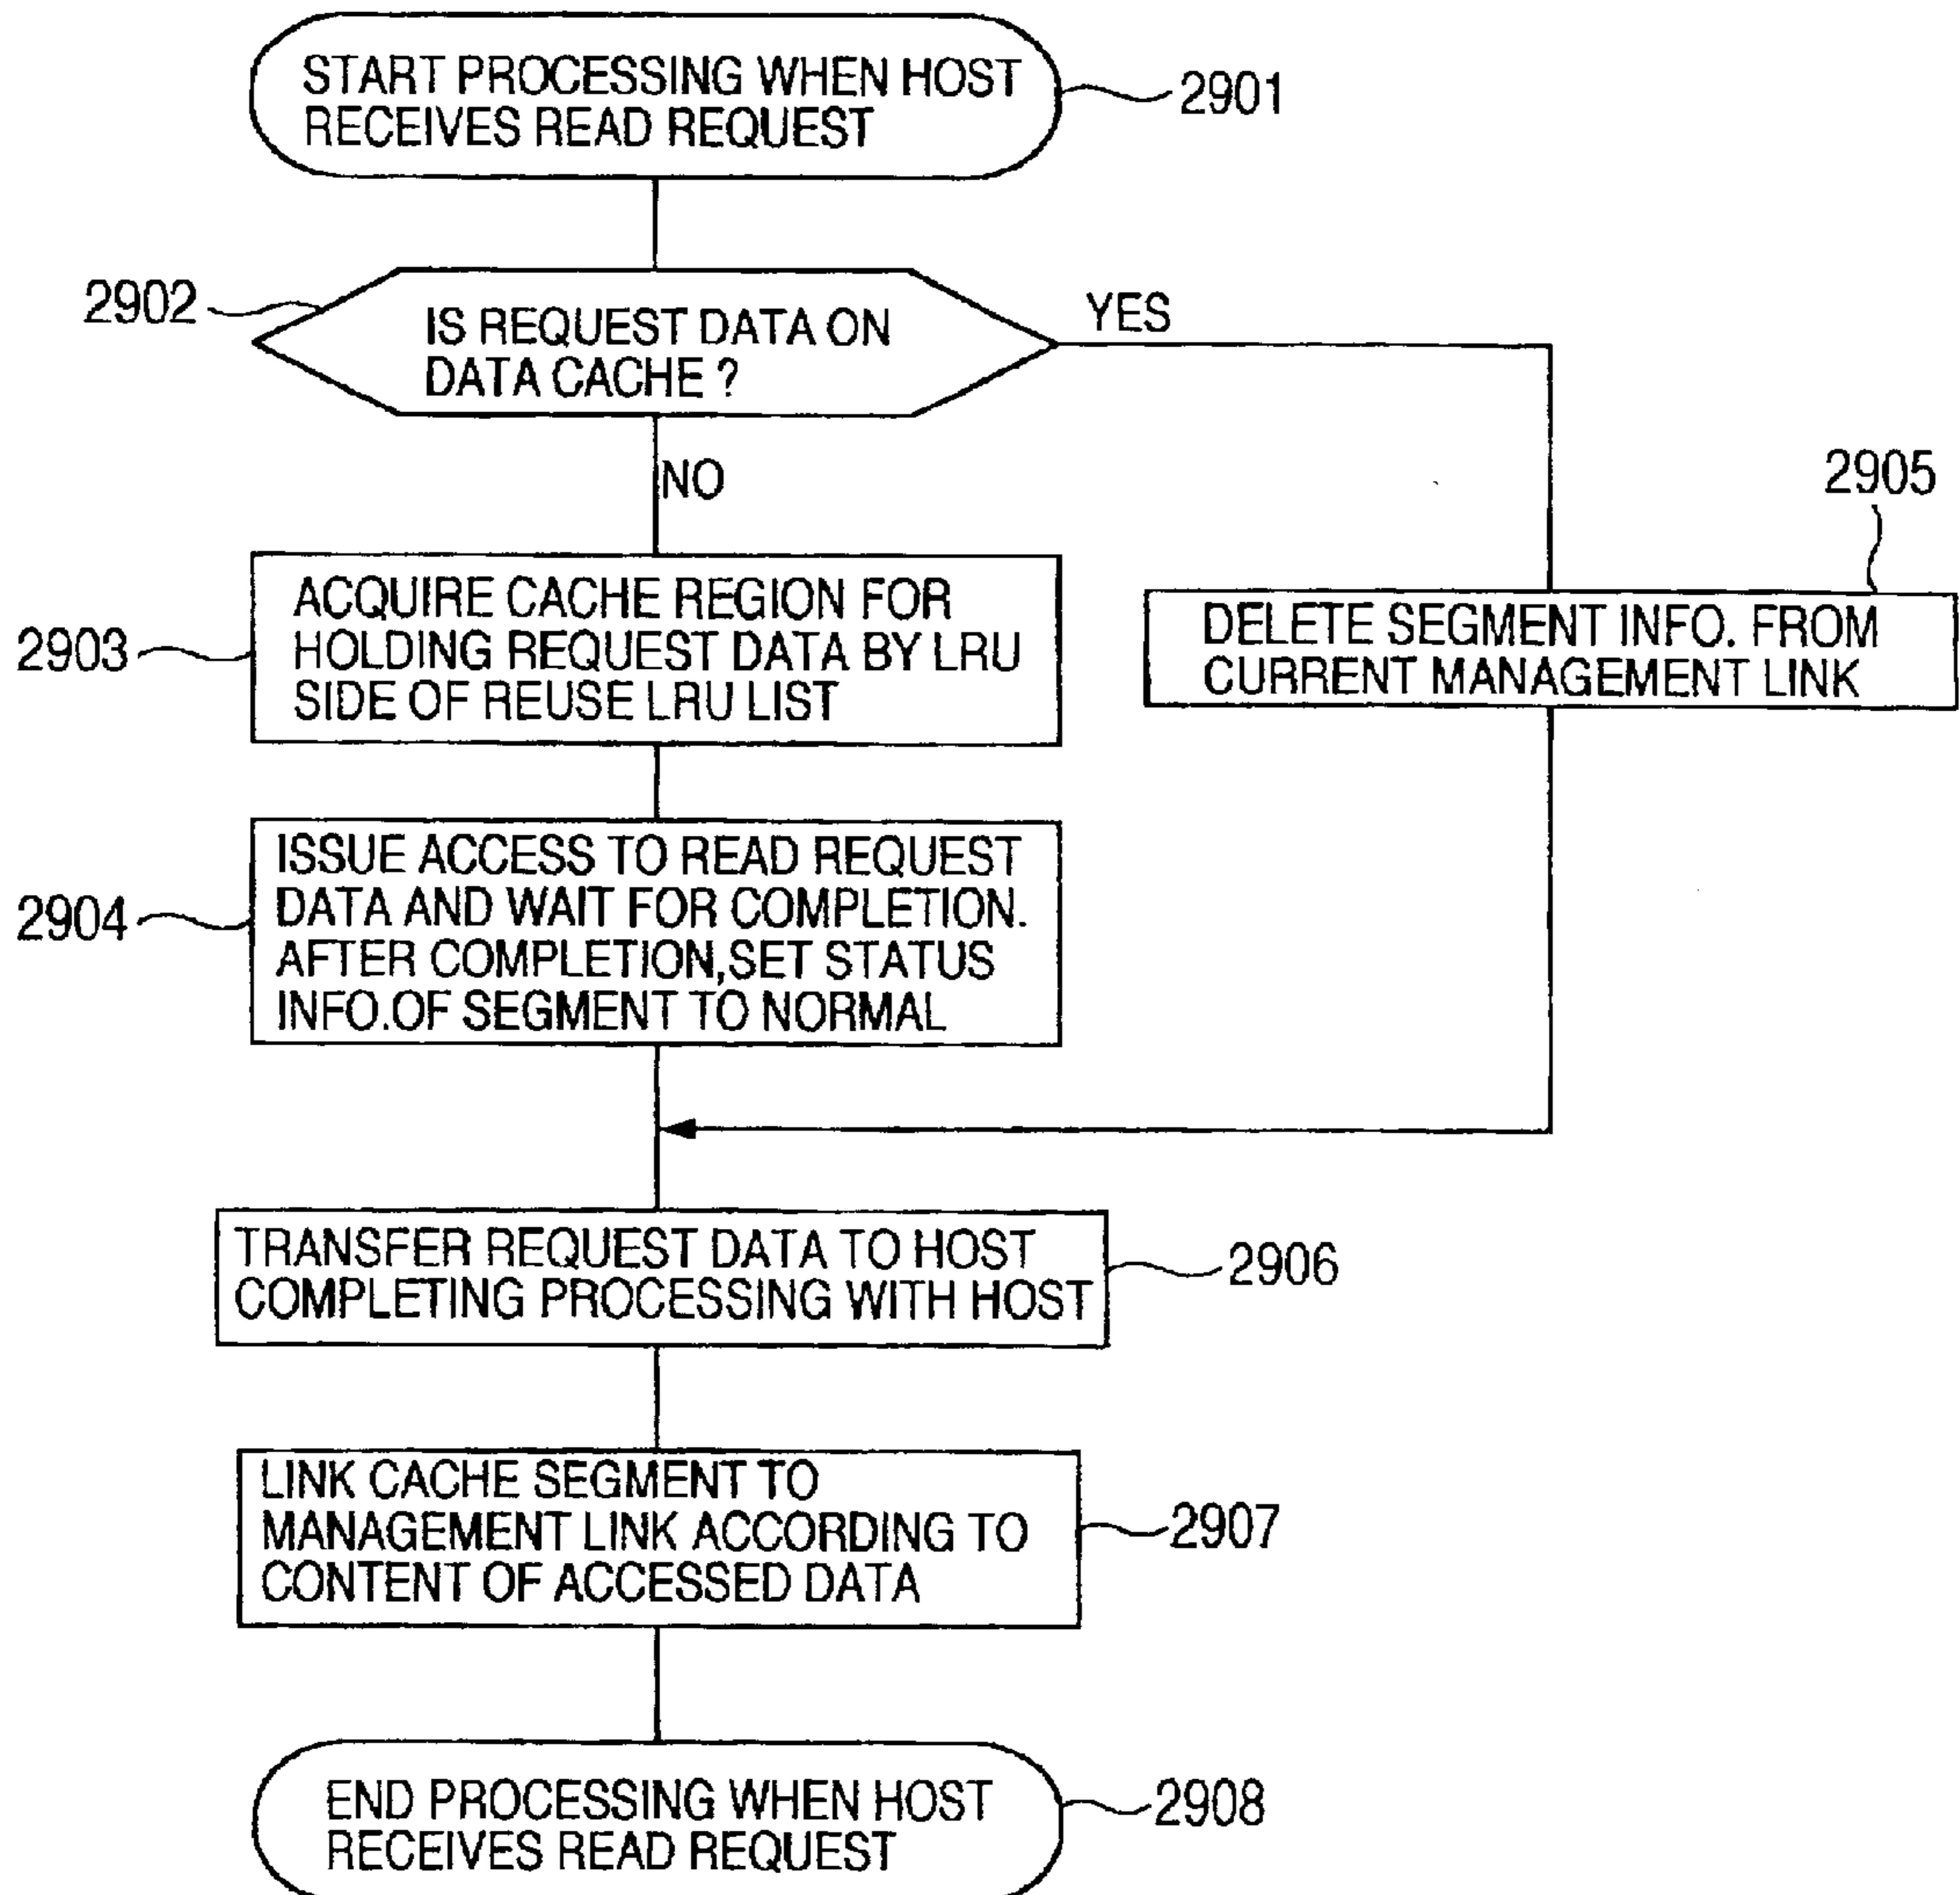 START PROCESSING WHEN HOST
RECEIVES READ REQUEST
2901
2902
IS REQUEST DATA ON
DATA CACHE ?
YES
NO
2905
2903
ACQUIRE CACHE REGION FOR
HOLDING REQUEST DATA BY LRU
SIDE OF REUSE LRU LIST
DELETE SEGMENT INFO. FROM
CURRENT MANAGEMENT LINK
2904
ISSUE ACCESS TO READ REQUEST
DATA AND WAIT FOR COMPLETION.
AFTER COMPLETION,SET STATUS
INFO.OF SEGMENT TO NORMAL
TRANSFER REQUEST DATA TO HOST
COMPLETING PROCESSING WITH HOST
2906
LINK CACHE SEGMENT TO
MANAGEMENT LINK ACCORDING TO
CONTENT OF ACCESSED DATA
2907
END PROCESSING WHEN HOST
RECEIVES READ REQUEST
2908